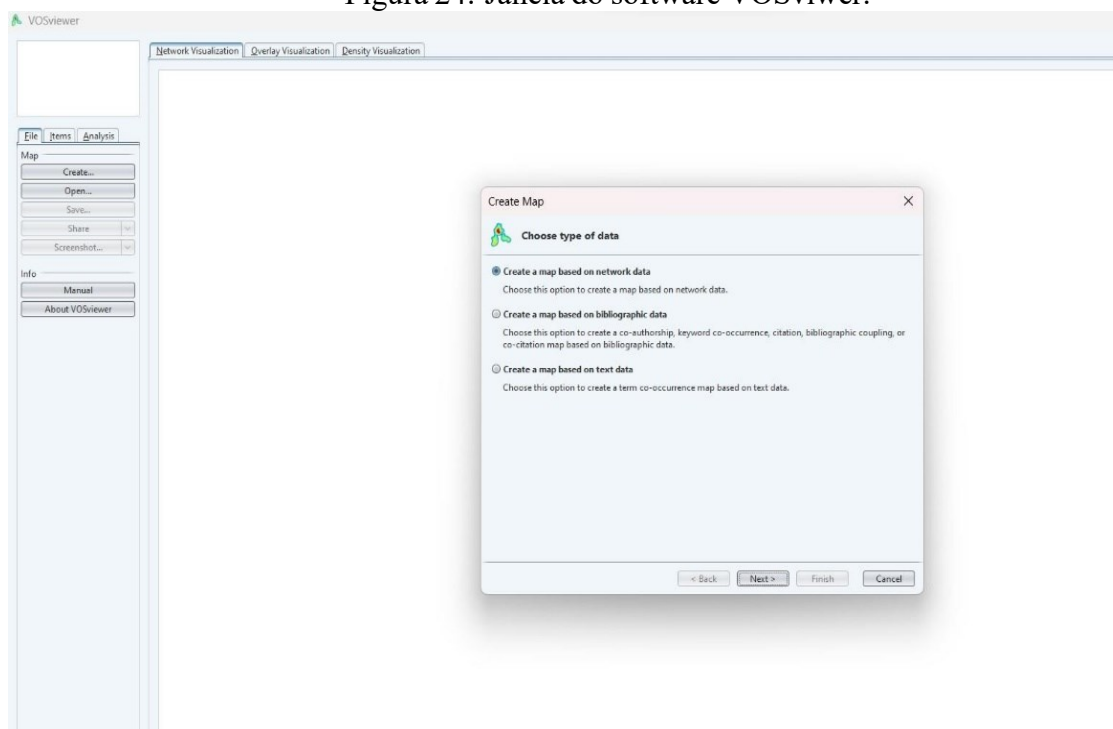 Figura 24: Janela do software VOSviwer.
VOSviewer
Network Visualization Overlay Visualization Density Visualization
File Items Analysis
Map
Create...
Open...
Save...
Share
Screenshot...
Info
Manual
About VOSviewer
Create Map
Choose type of data
Create a map based on network data
Choose this option to create a map based on network data.
Create a map based on bibliographic data
Choose this option to create a co-authorship, keyword co-occurrence, citation, bibliographic coupling, or
co-citation map based on bibliographic data.
Create a map based on text data
Choose this option to create a term co-occurrence map based on text data.
< Back Next > Finish Cancel